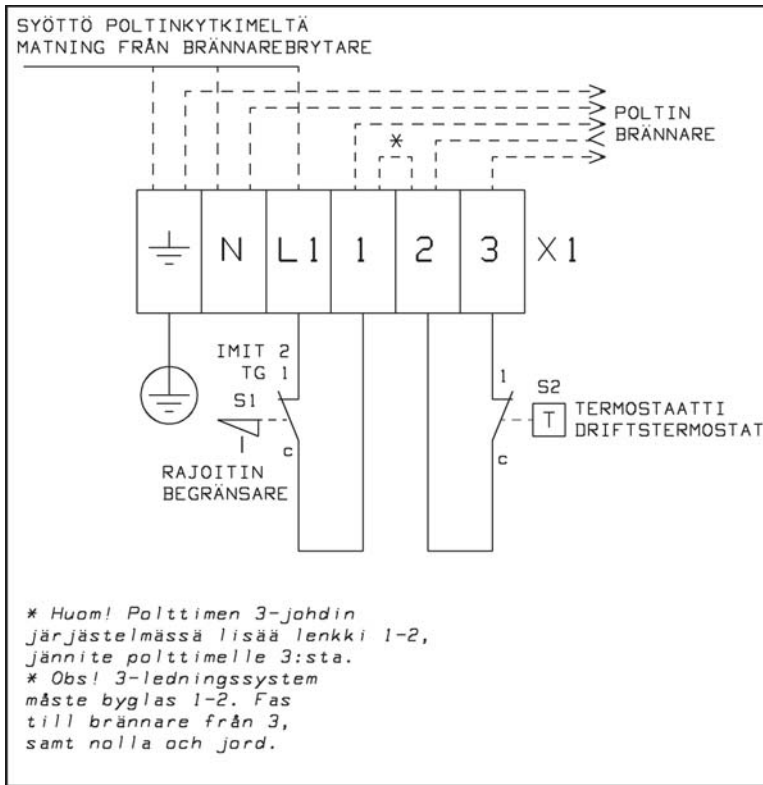 SYÖTTÖ POLTINKYTKIMELTÄ
MATNING FRÅN BRÄNNAREBRYTARE
POLTIN
BRÄNNARE
*
N L1 1 2 3 X1
IMIT 2
TG 1
S1
c
RAJOITIN
BEGRÄNSARE
1
S2
T
TERMOSTAATTI
DRIFTSTERMOSTAT
c
* Huom! Polttimen 3-johdin
järjästelmässä lisää lenkki 1-2,
jännite polttimelle 3:sta.
* Obs! 3-ledningssystem
måste byglas 1-2. Fas
till brännare från 3,
samt nolla och jord.